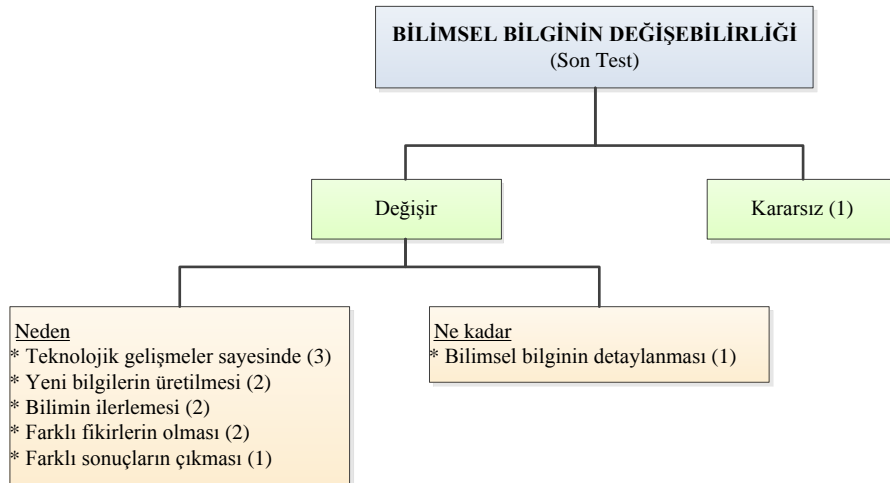 BİLİMSEL BİLGİNİN DEĞİŞEBİLİRLİĞİ
(Son Test)
Değişir
Kararsız (1)
Neden
* Teknolojik gelişmeler sayesinde (3)
* Yeni bilgilerin üretilmesi (2)
* Bilimin ilerlemesi (2)
* Farklı fikirlerin olması (2)
* Farklı sonuçların çıkması (1)
Ne kadar
* Bilimsel bilginin detaylanması (1)